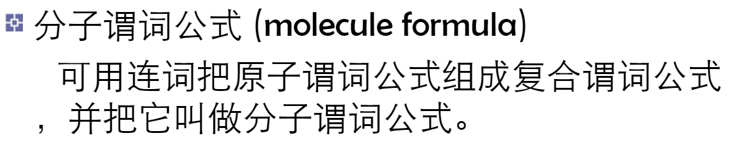 分子谓词公式 (molecule formula)
可用连词把原子谓词公式组成复合谓词公式
，并把它叫做分子谓词公式。